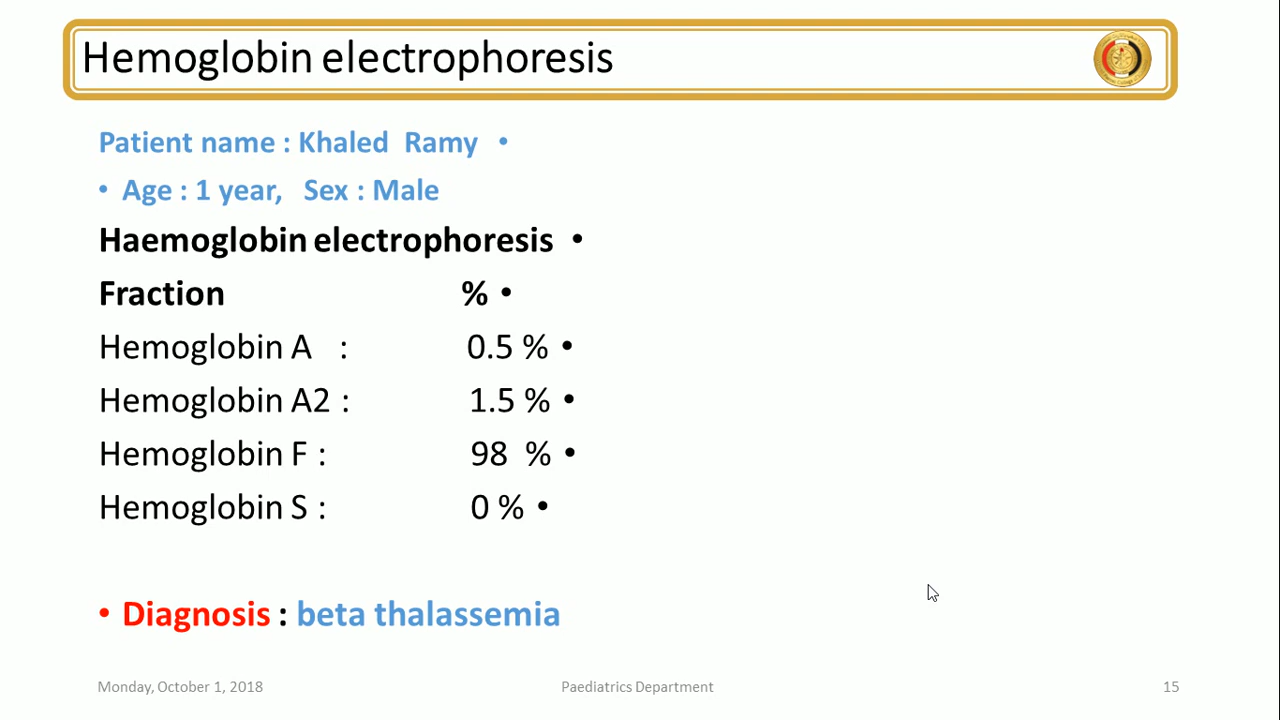 Hemoglobin electrophoresis
Patient name : Khaled Ramy •
• Age : 1 year, Sex : Male
Haemoglobin electrophoresis •
Fraction % •
Hemoglobin A : 0.5 % •
Hemoglobin A2 : 1.5 % •
Hemoglobin F : 98 % •
Hemoglobin S : 0 % •
• Diagnosis : beta thalassemia
Monday, October 1, 2018 Paediatrics Department 15